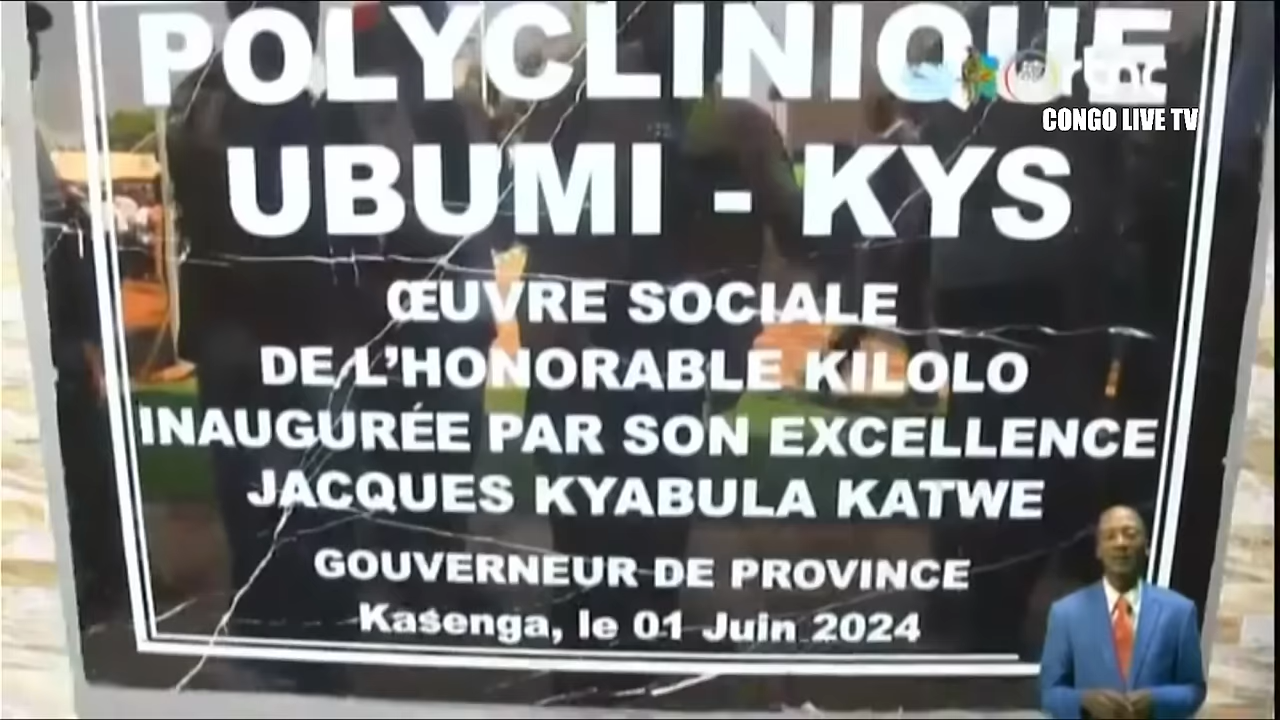 POLYCLINIQUE
CONGO LIVE TV
UBUMI - KYS
ŒUVRE SOCIALE
DE L'HONORABLE KILOLO
INAUGURÉE PAR SON EXCELLENCE
JACQUES KYABULA KATWE
GOUVERNEUR DE PROVINCE
Kasenga, le 01 Juin 2024